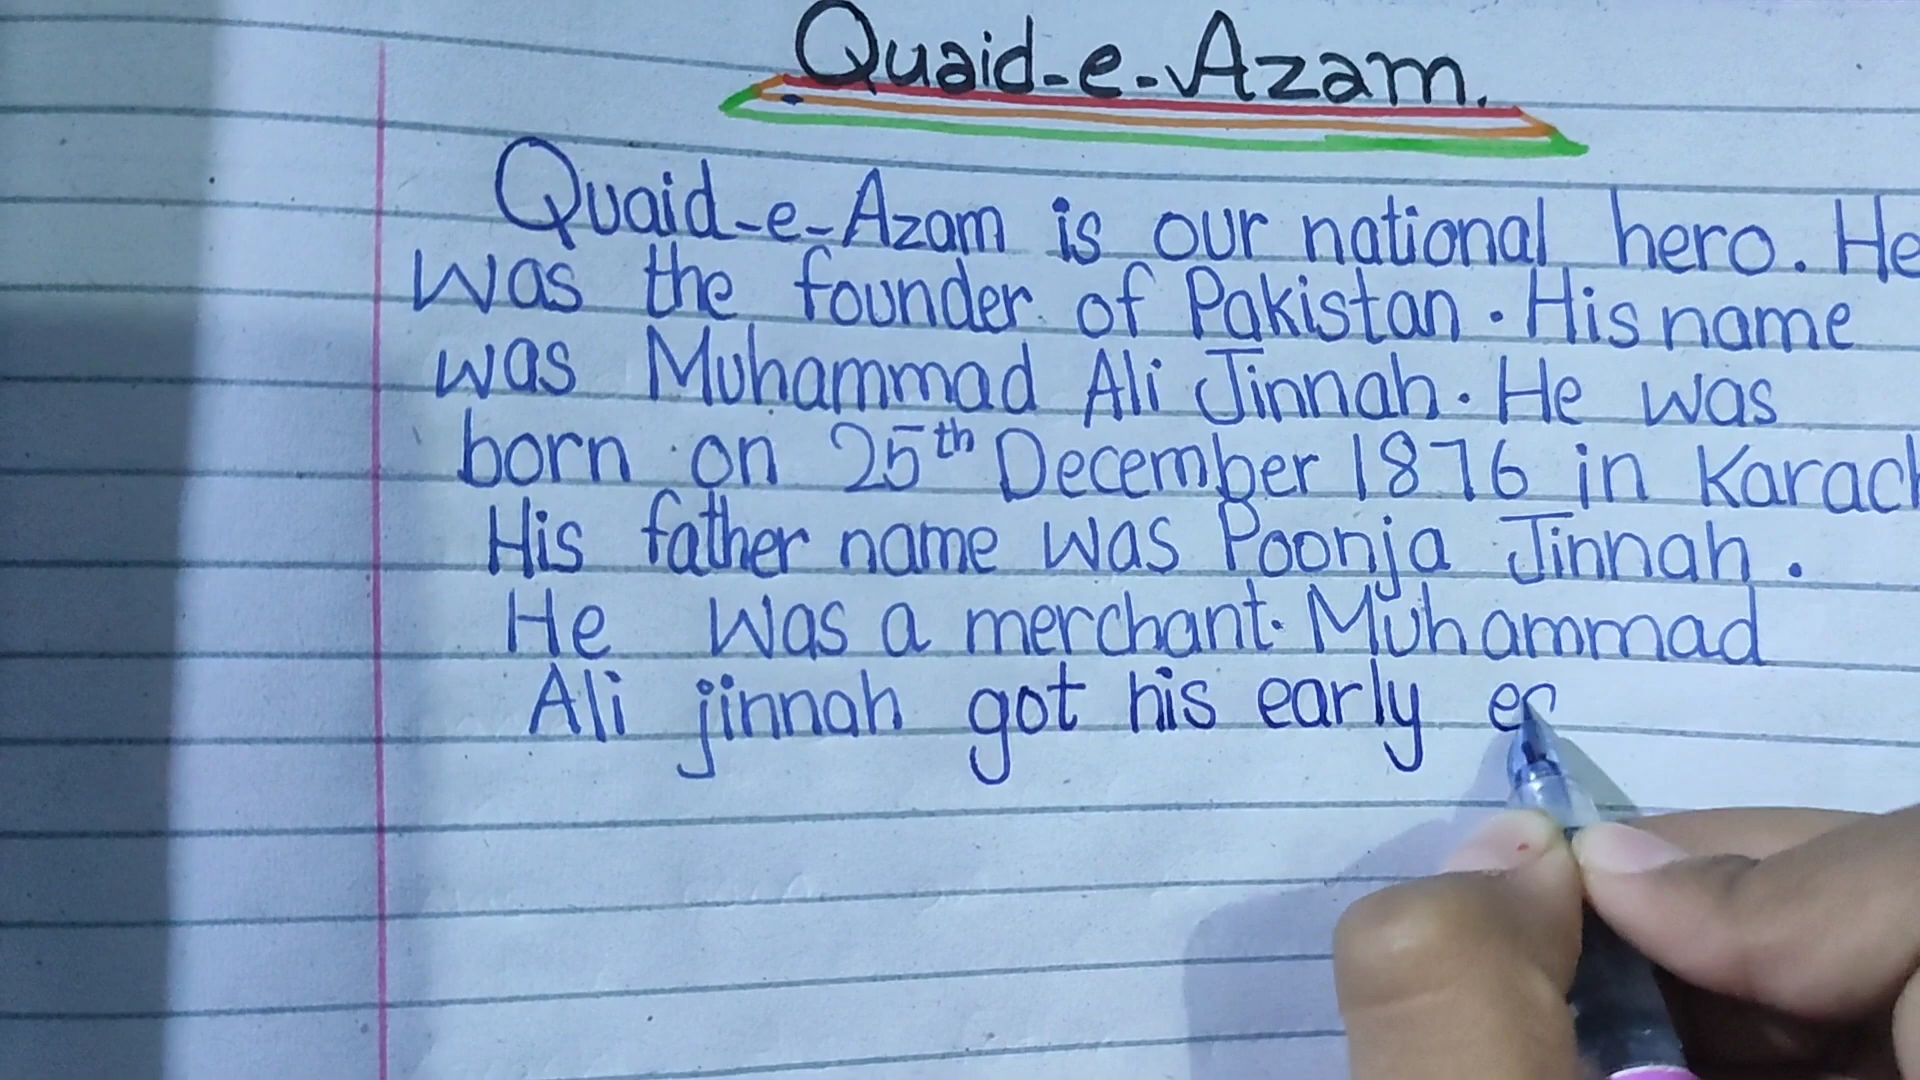 Quaid-e-Azam.
Quaid-e-Azam is our national hero. He
was the founder of Pakistan. His name
was Muhammad Ali Jinnah. He was
born on 25th December 1876 in Karach
His father name was Poonja Jinnah.
He was a merchant. Muhammad
Ali jinnah got his early